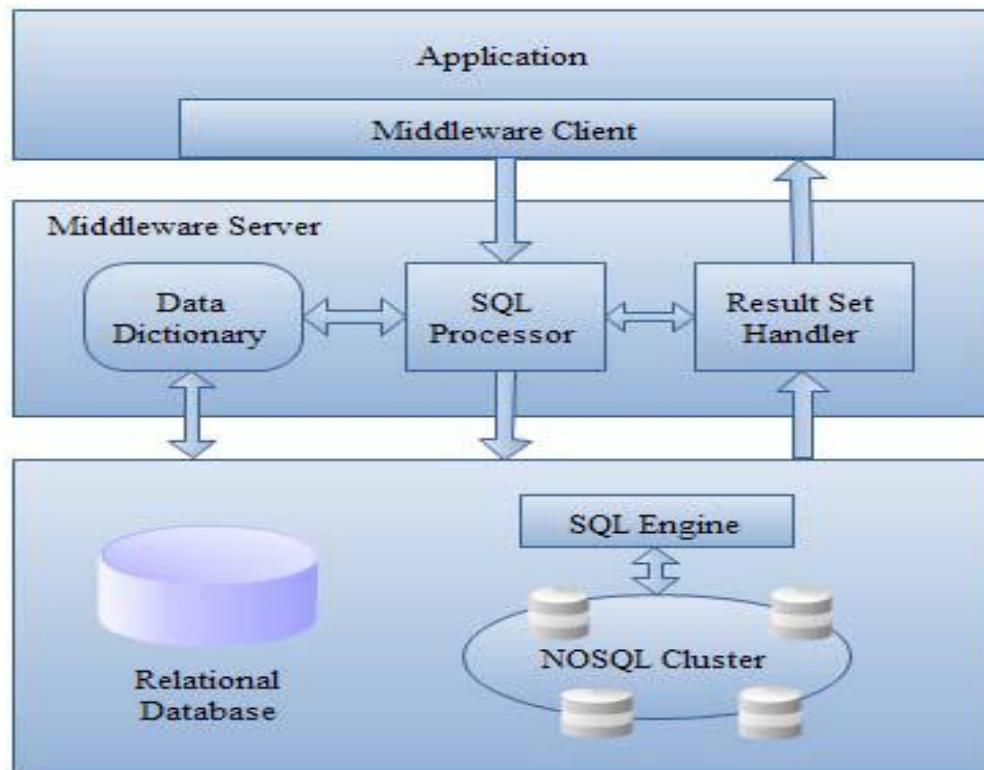 Application
Middleware Client
Middleware Server
Data
Dictionary
SQL
Processor
Result Set
Handler
SQL Engine
NOSQL Cluster
Relational
Database